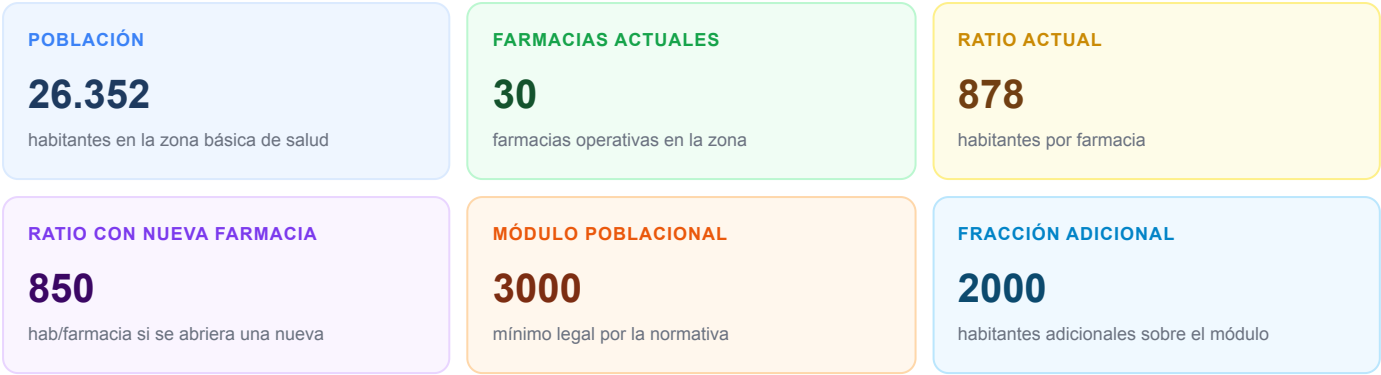 POBLACIÓN
26.352
habitantes en la zona básica de salud
FARMACIAS ACTUALES
30
farmacias operativas en la zona
RATIO ACTUAL
878
habitantes por farmacia
RATIO CON NUEVA FARMACIA
850
hab/farmacia si se abriera una nueva
MÓDULO POBLACIONAL
3000
mínimo legal por la normativa
FRACCIÓN ADICIONAL
2000
habitantes adicionales sobre el módulo